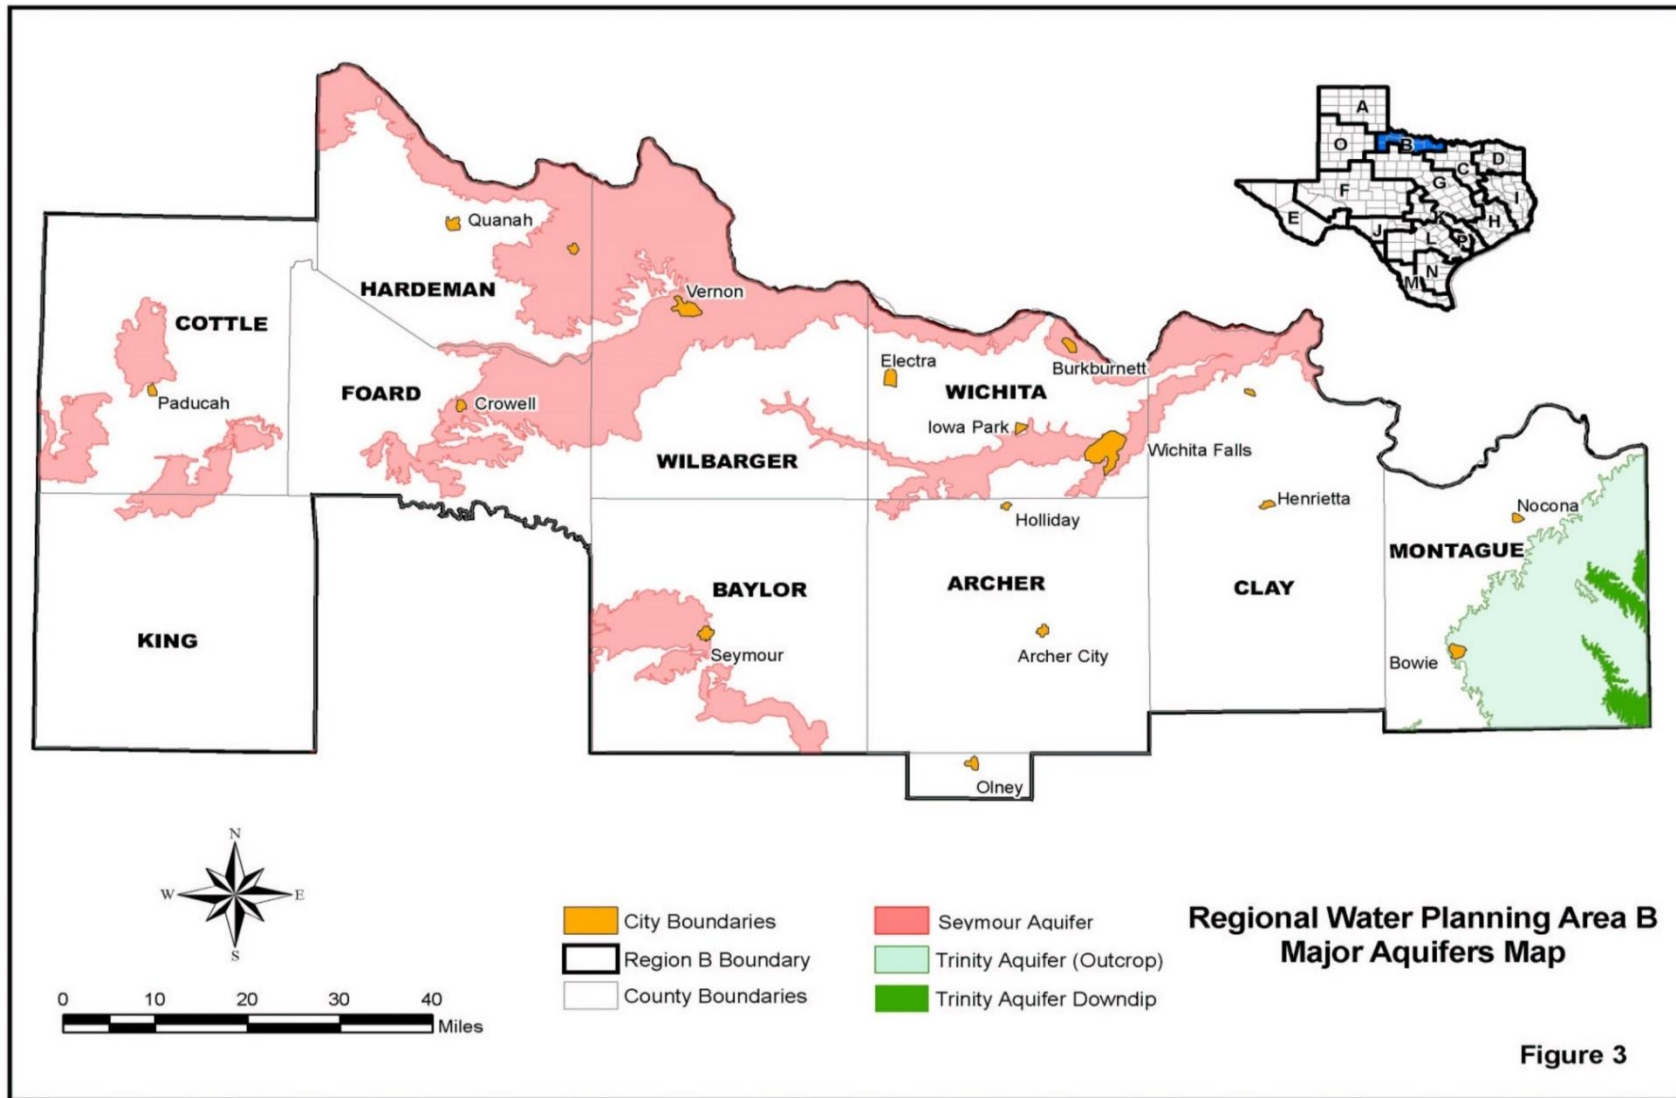 A
O
B
D
C
F
G
I
E
K
H
J
L
P
N
M
Quanah
HARDEMAN
Vernon
COTTLE
Electra
Burkburnett
FOARD
WICHITA
Paducah
Crowell
Iowa Park
WILBARGER
Wichita Falls
Henrietta
Nocona
Holliday
MONTAGUE
BAYLOR
ARCHER
CLAY
KING
Seymour
Archer City
Bowie
Olney
N
W
E
S
0 10 20 30 40
Miles
City Boundaries
Region B Boundary
County Boundaries
Seymour Aquifer
Trinity Aquifer (Outcrop)
Trinity Aquifer Downdip
Regional Water Planning Area B
Major Aquifers Map
Figure 3